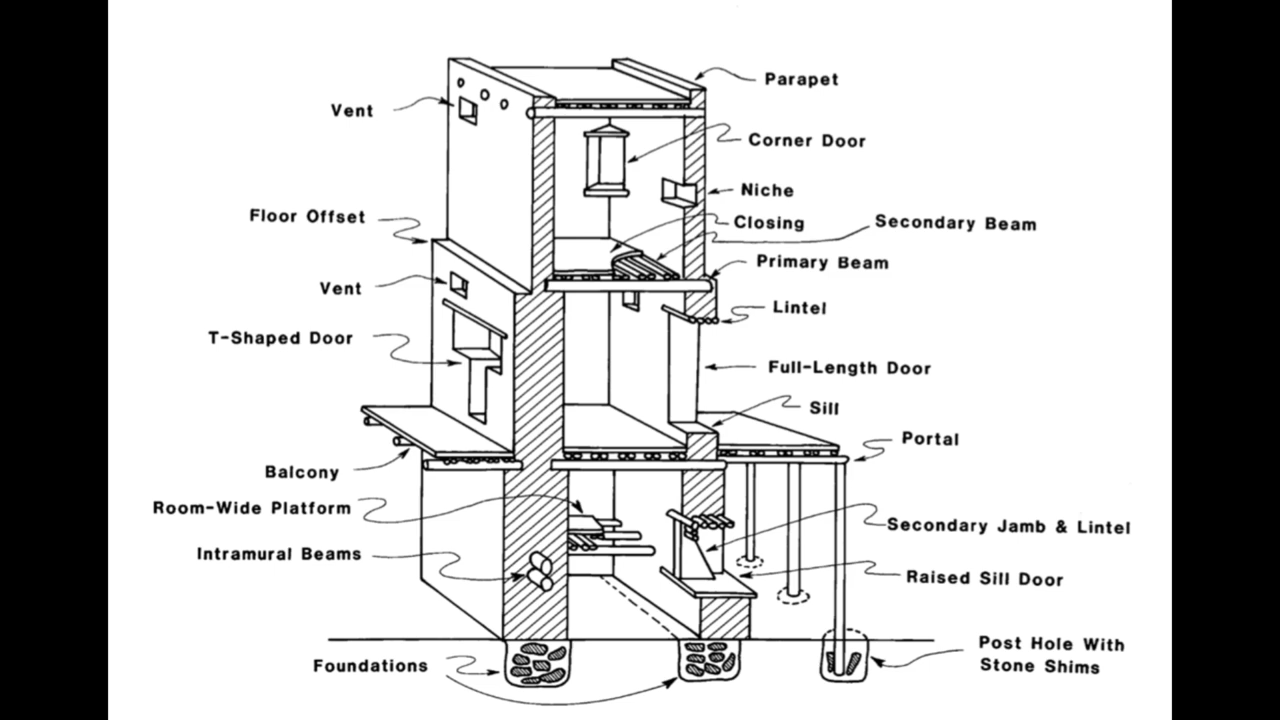 Parapet
Vent
Corner Door
Niche
Floor Offset
Closing
Secondary Beam
Primary Beam
Vent
Lintel
T-Shaped Door
Full-Length Door
Sill
Portal
Balcony
Room-Wide Platform
Secondary Jamb & Lintel
Intramural Beams
Raised Sill Door
Post Hole With
Stone Shims
Foundations